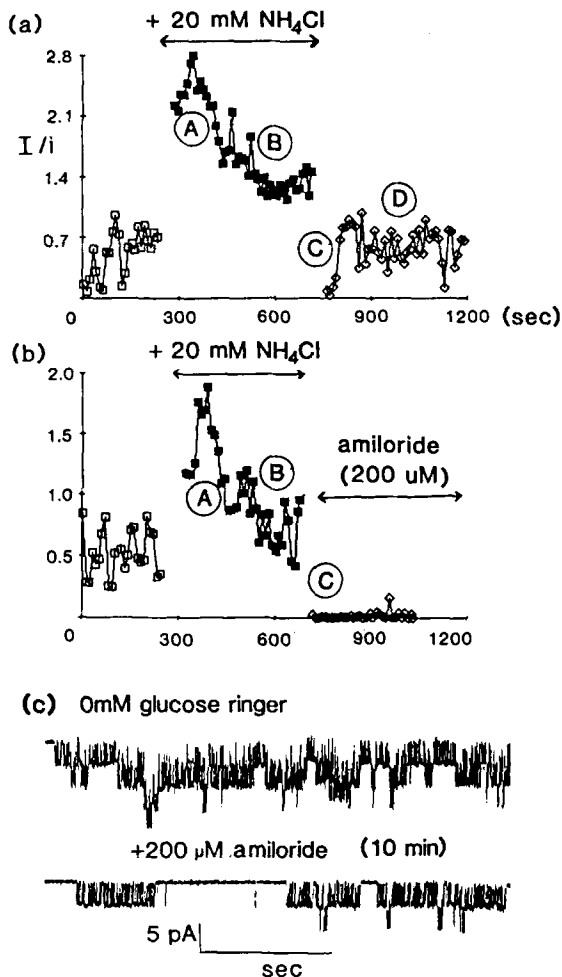 (a)
+ 20 mM NH₄Cl
2.8
2.1
I/i
1.4
0.7
A
B
C
D
0 300 600 900 1200 (sec)
(b)
+ 20 mM NH₄Cl
2.0
1.5
1.0
0.5
A
B
C
amiloride
(200 uM)
0 300 600 900 1200
(c) 0mM glucose ringer
+200 μM amiloride (10 min)
5 pA
sec